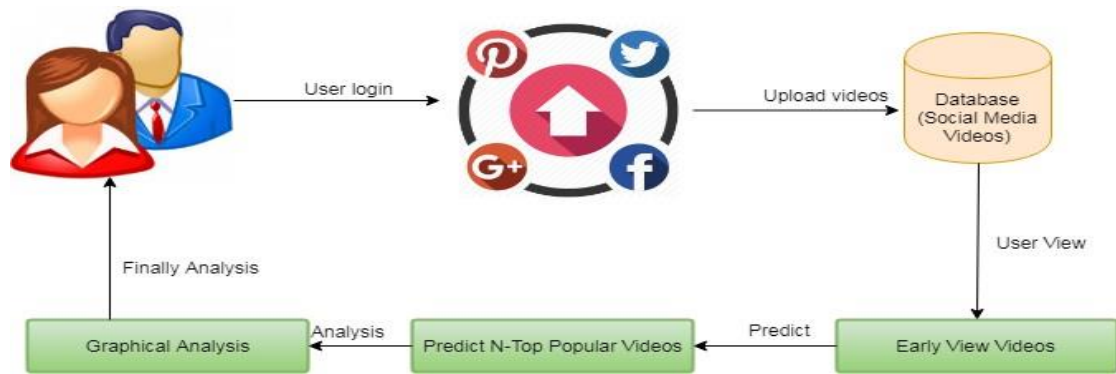 User login
Upload videos
Database
(Social Media
Videos)
G+
f
User View
Finally Analysis
Graphical Analysis
Analysis
Predict N-Top Popular Videos
Predict
Early View Videos